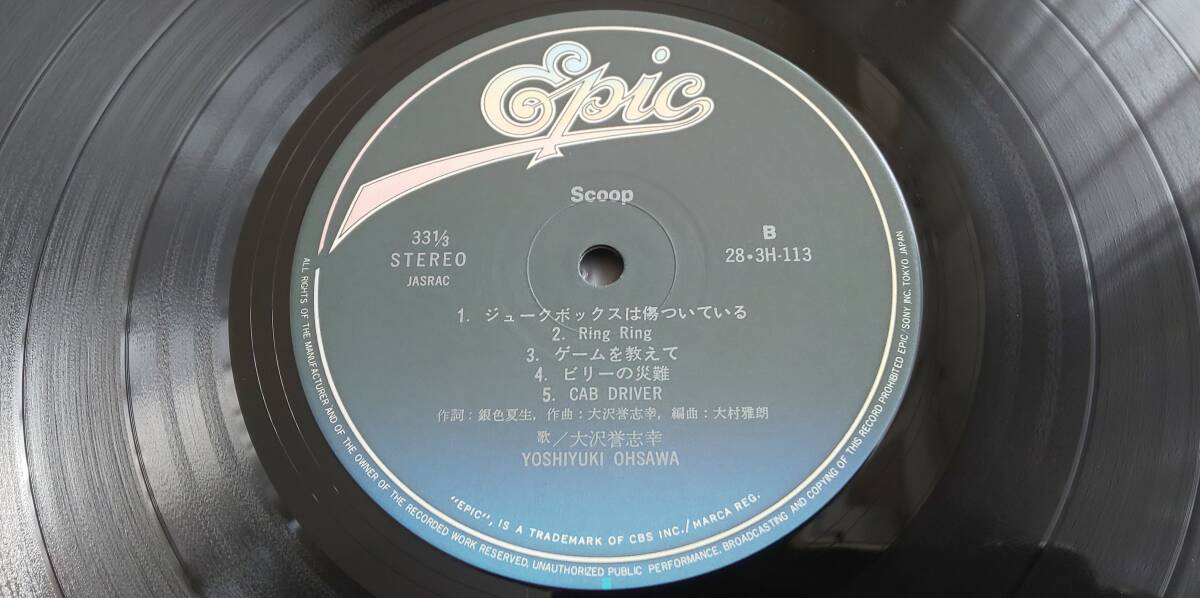 Epic
Scoop
33⅓
STEREO
JASRAC
B
28・3H-113
1. ジュークボックスは傷ついている
2. Ring Ring
3. ゲームを教えて
4. ビリーの災難
5. CAB DRIVER
作詞：銀色夏生，作曲：大沢誉志幸，編曲：大村雅朗
歌／大沢誉志幸
YOSHIYUKI OHSAWA
"EPIC", IS A TRADEMARK OF CBS INC./MARCA REG.
ALL RIGHTS OF THE MANUFACTURER AND OF THE OWNER OF THE RECORDED WORK RESERVED, UNAUTHORIZED PUBLIC PERFORMANCE, BROADCASTING AND COPYING OF THIS RECORD PROHIBITED EPIC/SONY INC. TOKYO JAPAN